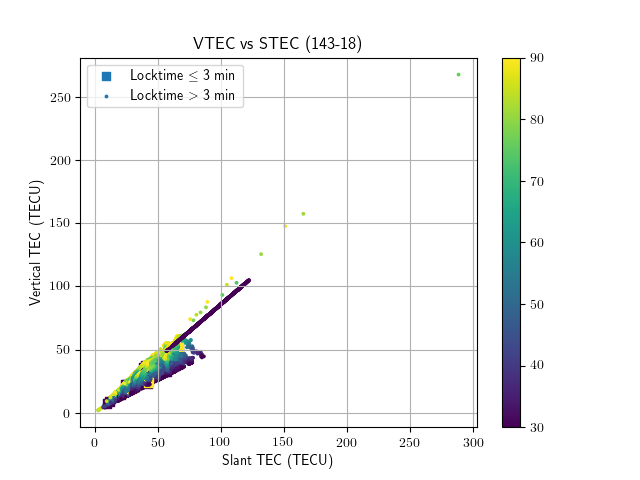 VTEC vs STEC (143-18)
Locktime ≤ 3 min
Locktime > 3 min
Vertical TEC (TECU)
250
200
150
100
50
0
0 50 100 150 200 250 300
Slant TEC (TECU)
90
80
70
60
50
40
30